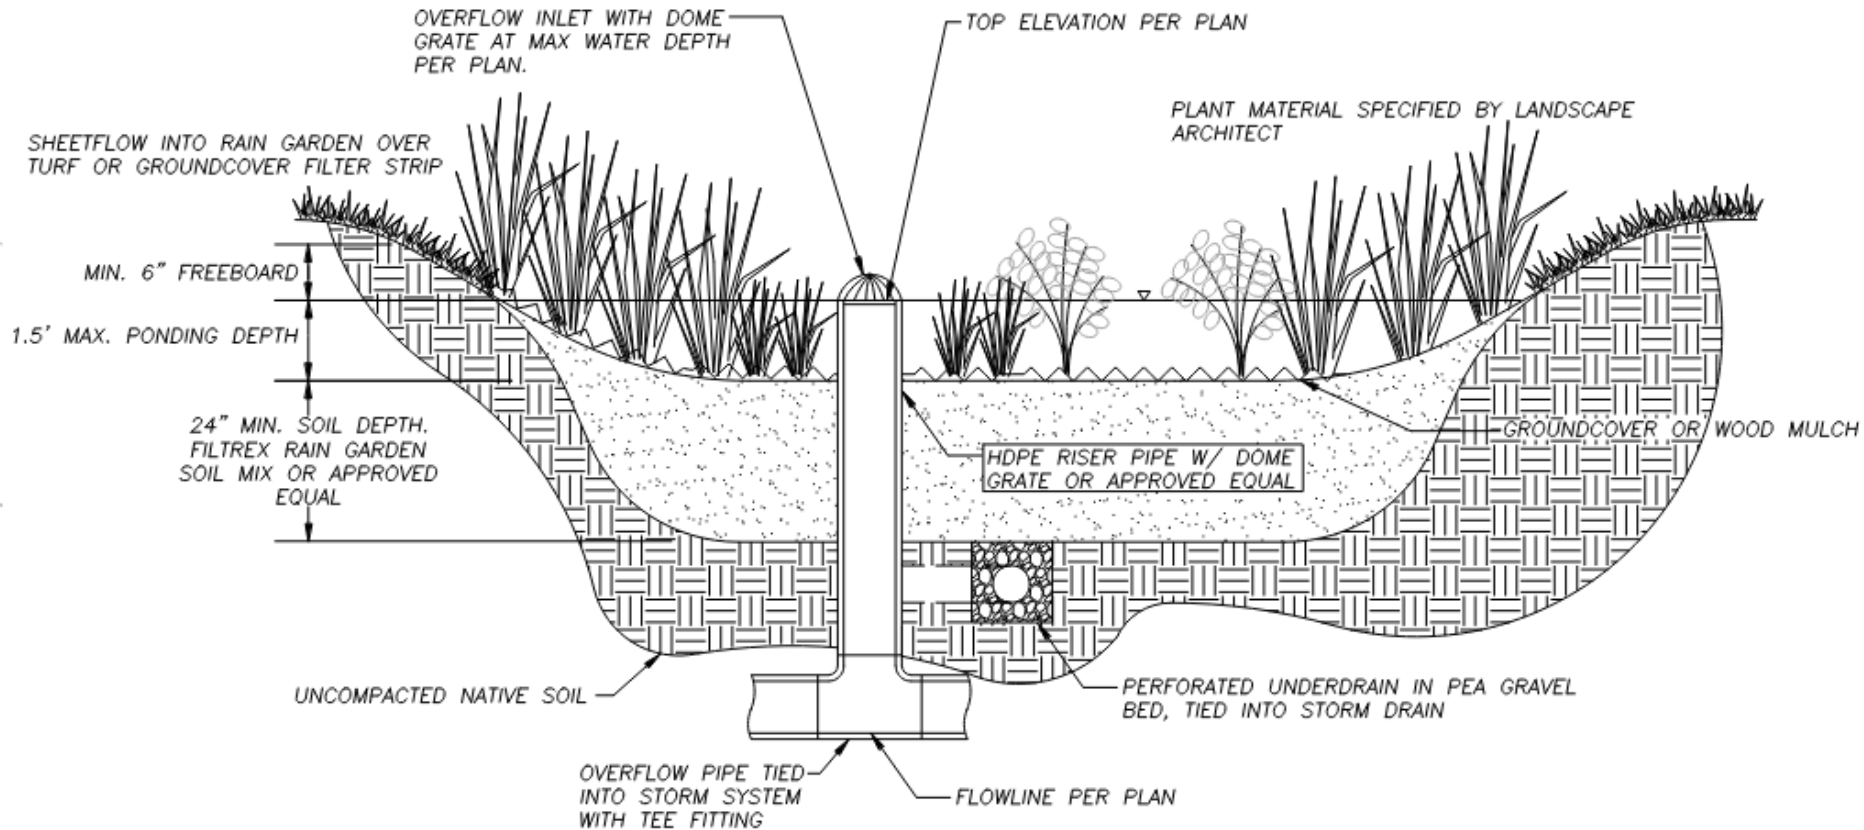 OVERFLOW INLET WITH DOME
GRATE AT MAX WATER DEPTH
PER PLAN.
TOP ELEVATION PER PLAN
PLANT MATERIAL SPECIFIED BY LANDSCAPE
ARCHITECT
SHEETFLOW INTO RAIN GARDEN OVER
TURF OR GROUNDCOVER FILTER STRIP
MIN. 6" FREEBOARD
1.5' MAX. PONDING DEPTH
24" MIN. SOIL DEPTH.
FILTREX RAIN GARDEN
SOIL MIX OR APPROVED
EQUAL
GROUNDCOVER OR WOOD MULCH
HDPE RISER PIPE W/ DOME
GRATE OR APPROVED EQUAL
UNCOMPACTED NATIVE SOIL
PERFORATED UNDERDRAIN IN PEA GRAVEL
BED, TIED INTO STORM DRAIN
OVERFLOW PIPE TIED
INTO STORM SYSTEM
WITH TEE FITTING
FLOWLINE PER PLAN